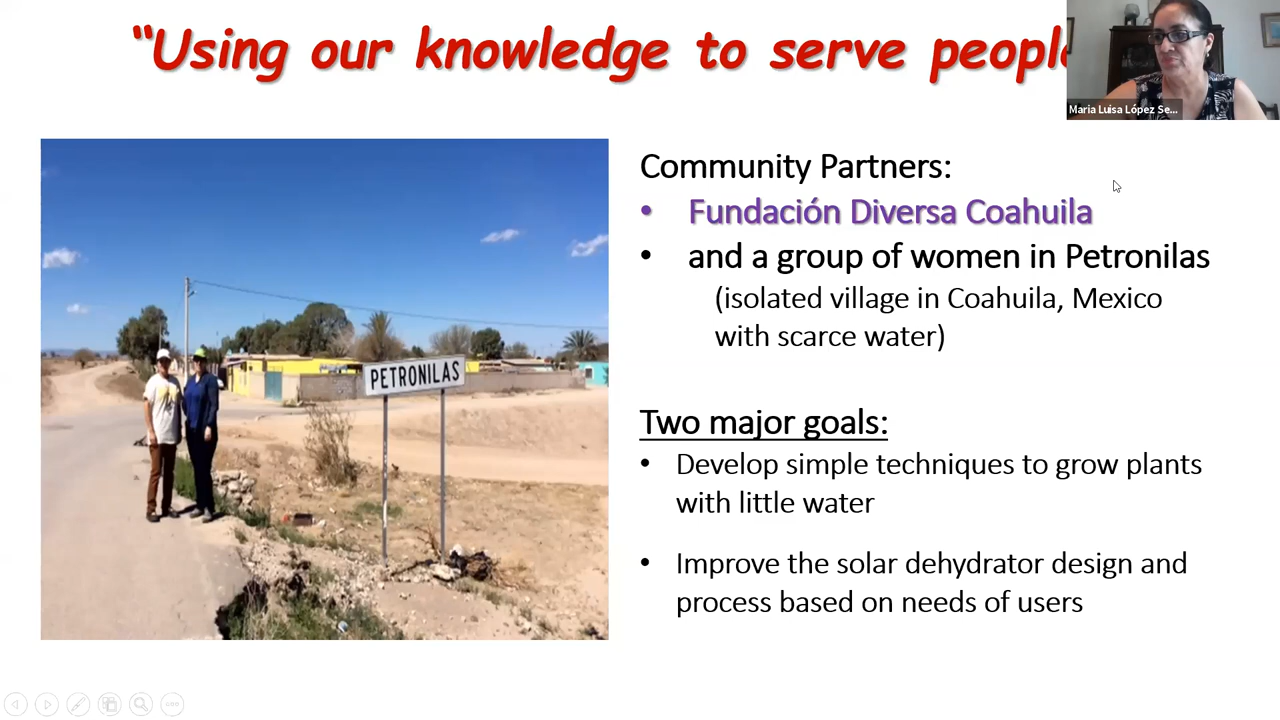 “Using our knowledge to serve people
Maria Luisa López Se...
PETRONILAS
Community Partners:
• Fundación Diversa Coahuila
• and a group of women in Petronilas
(isolated village in Coahuila, Mexico
with scarce water)
Two major goals:
• Develop simple techniques to grow plants
with little water
• Improve the solar dehydrator design and
process based on needs of users